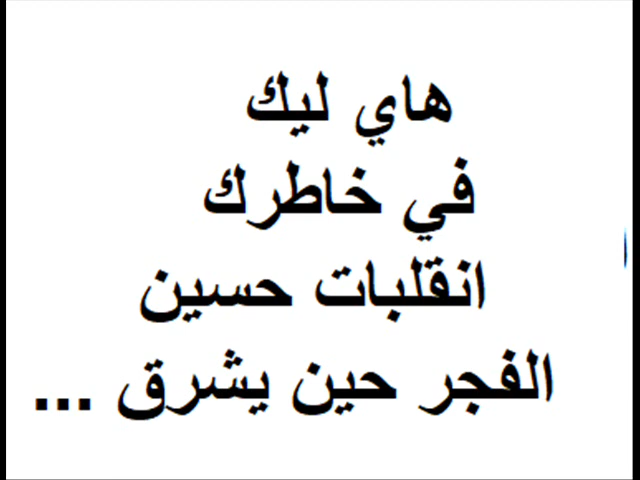 هاي ليك
في خاطرك
انقلبات حسين
الفجر حين يشرق ...